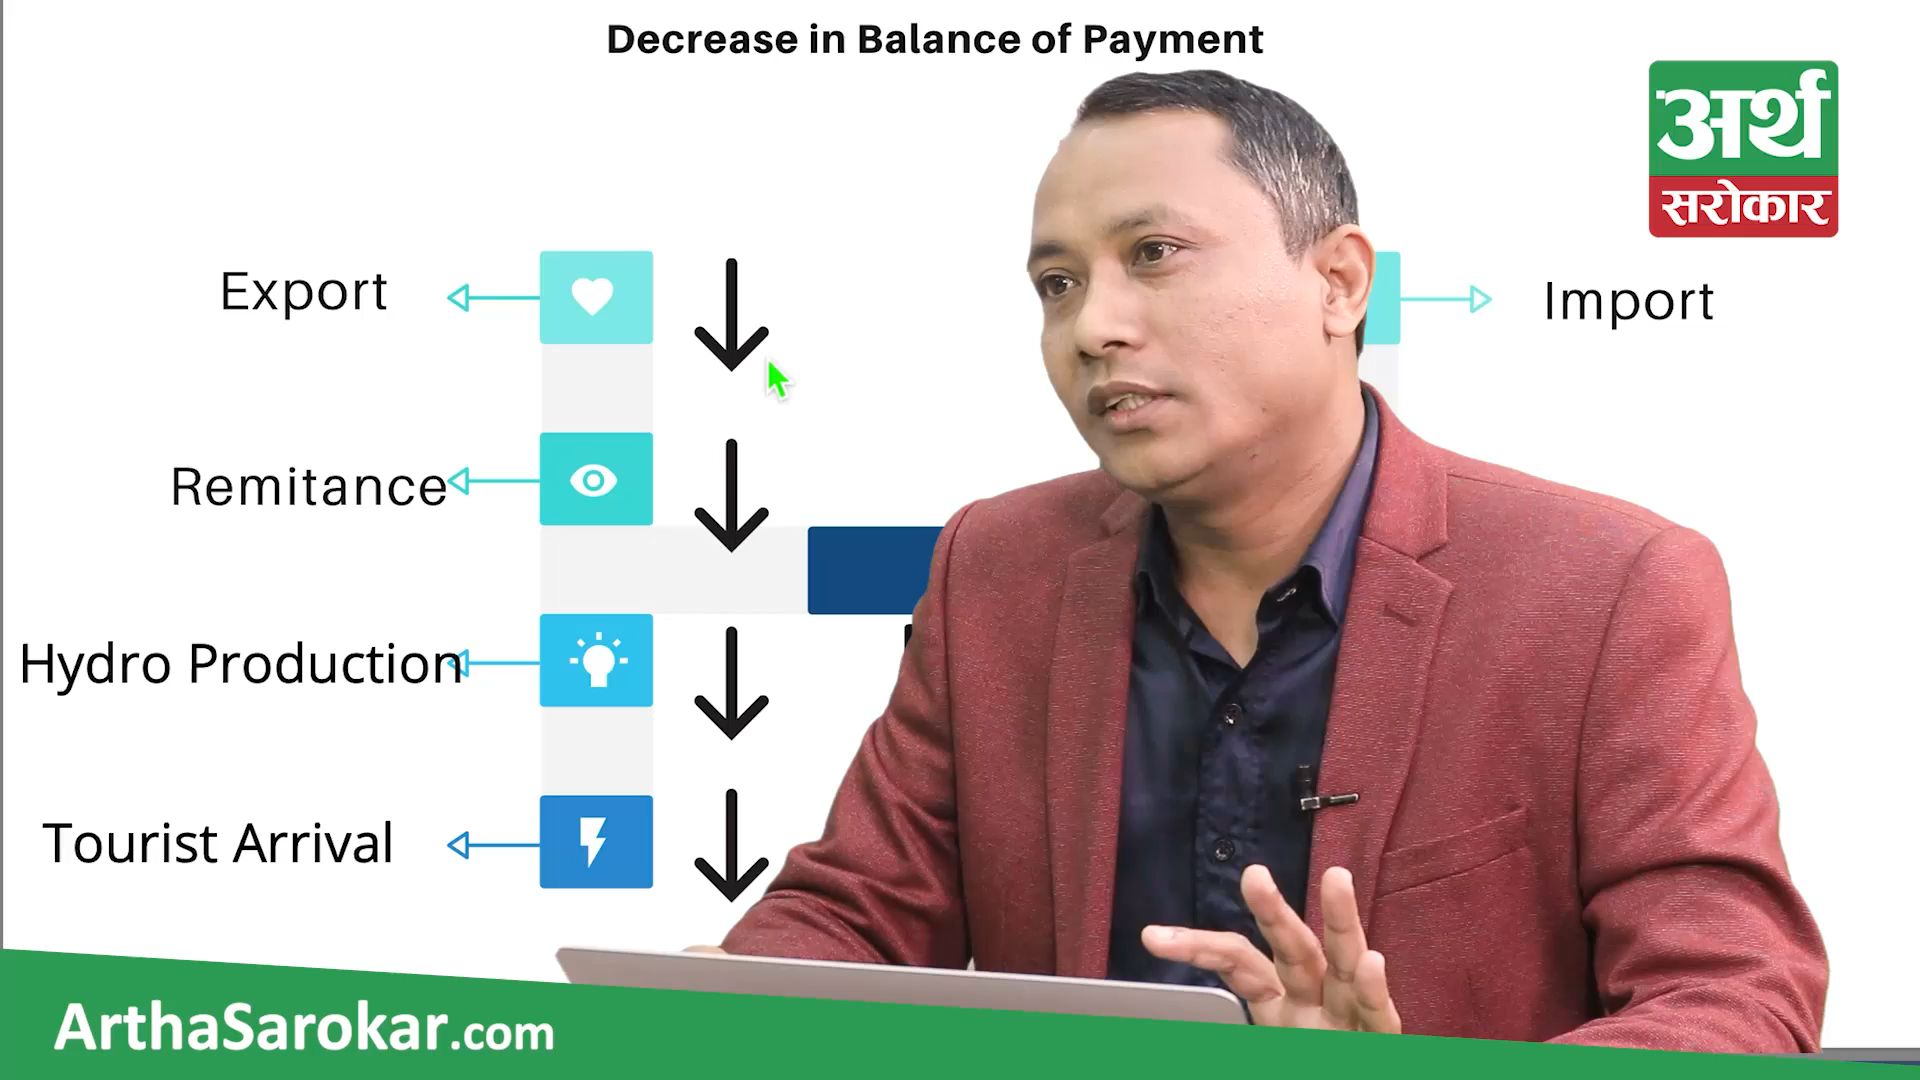 Decrease in Balance of Payment
अर्थ
सरोकार
Export
Import
Remitance
Hydro Production
Tourist Arrival
ArthaSarokar.com